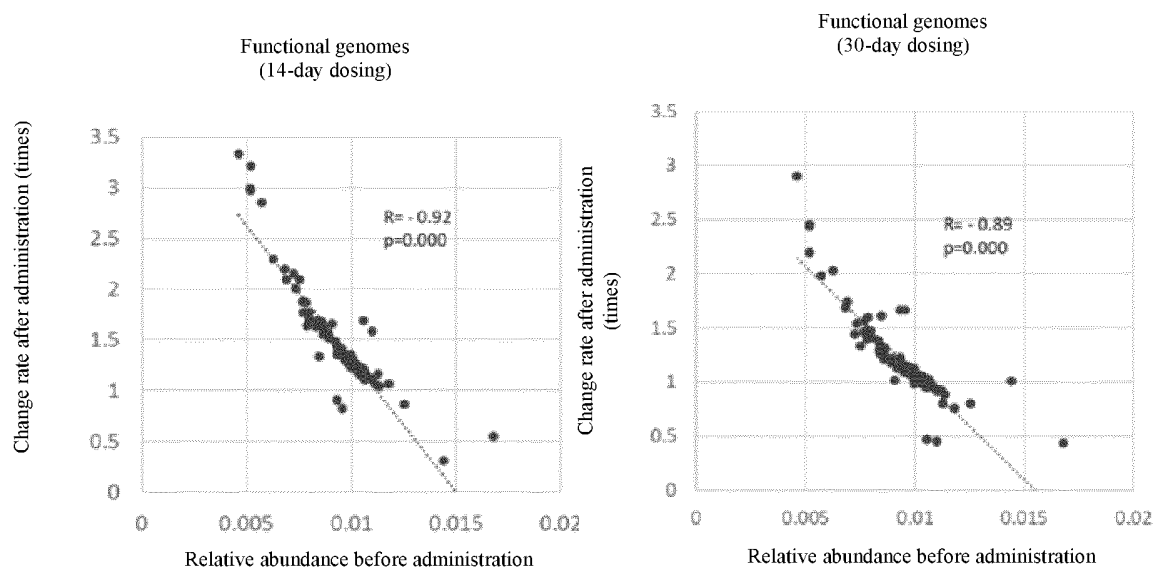 Functional genomes
(14-day dosing)
Change rate after administration (times)
3.5
3
2.5
2
1.5
1
0.5
0
R= - 0.92
p=0.000
0
0.005
0.01
0.015
0.02
Relative abundance before administration
Functional genomes
(30-day dosing)
Change rate after administration
(times)
3.5
3
2.5
2
1.5
1
0.5
0
R= - 0.89
p=0.000
0
0.005
0.01
0.015
0.02
Relative abundance before administration